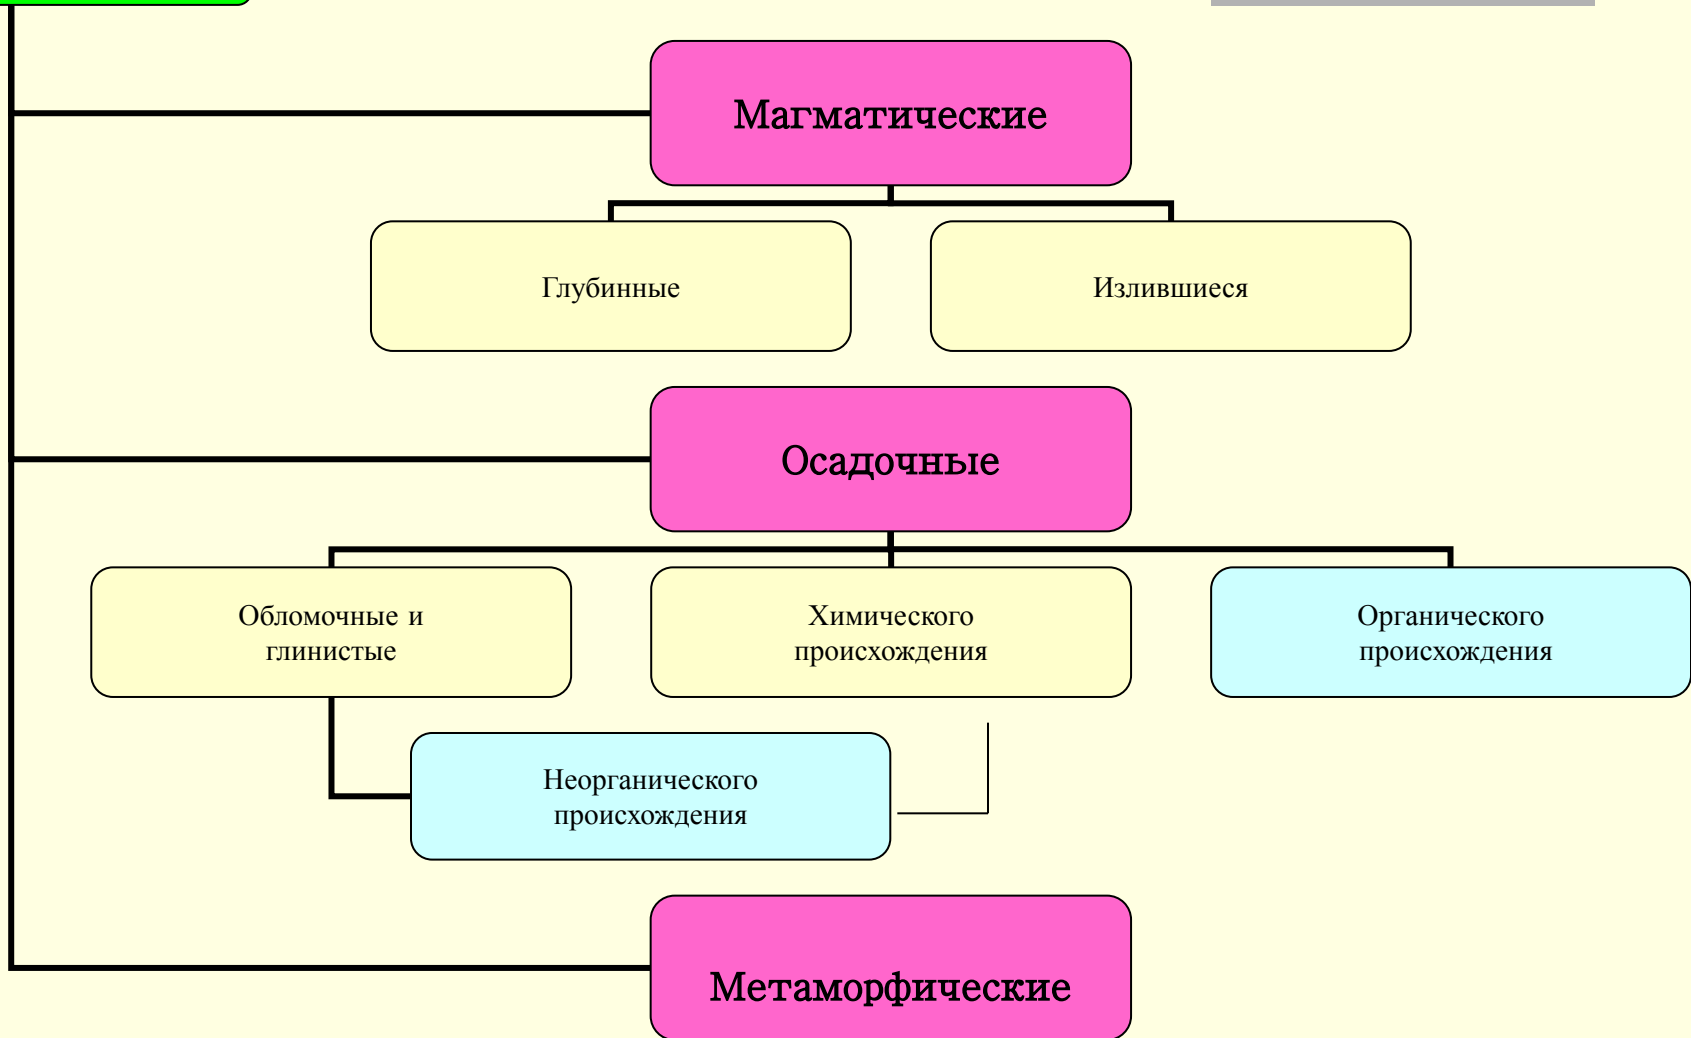 Магматические
Глубинные
Излившиеся
Осадочные
Обломочные и
глинистые
Химического
происхождения
Органического
происхождения
Неорганического
происхождения
Метаморфические